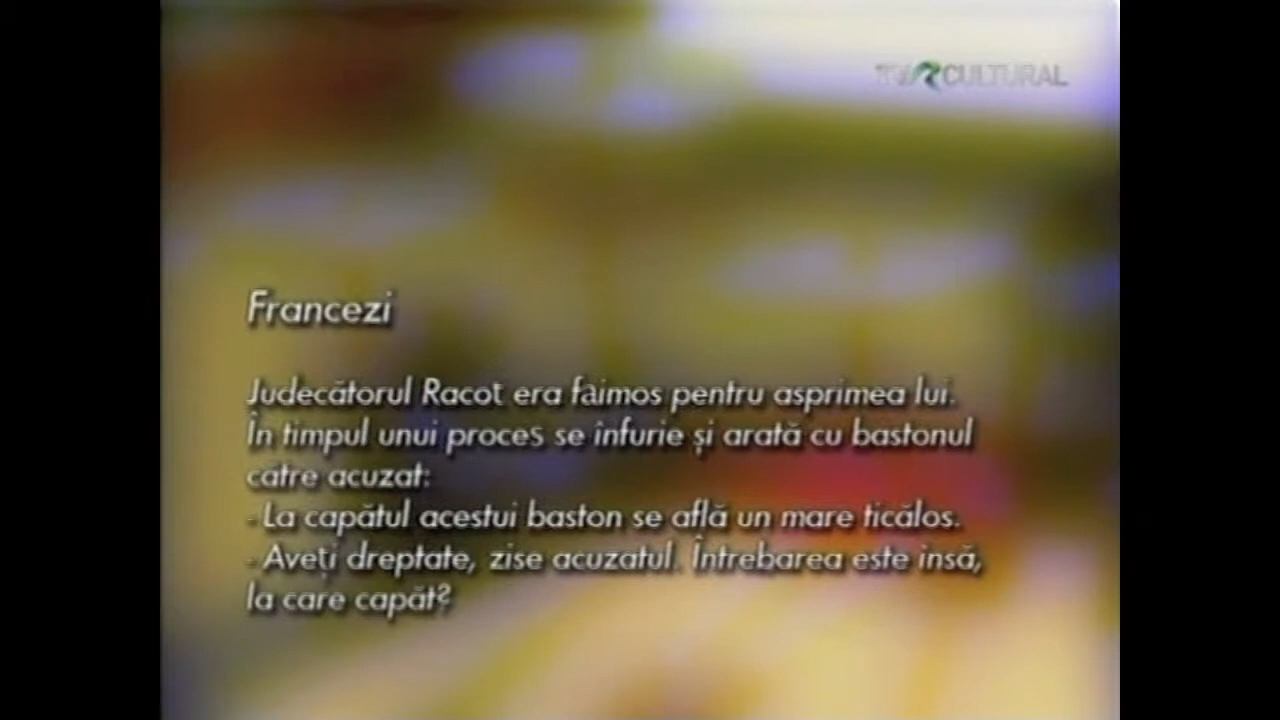 TVR CULTURAL
Francezi
Judecătorul Racot era faimos pentru asprimea lui.
În timpul unui proces se înfurie și arată cu bastonul
catre acuzat:
- La capătul acestui baston se află un mare ticălos.
- Aveți dreptate, zise acuzatul. Întrebarea este însă,
la care capăt?